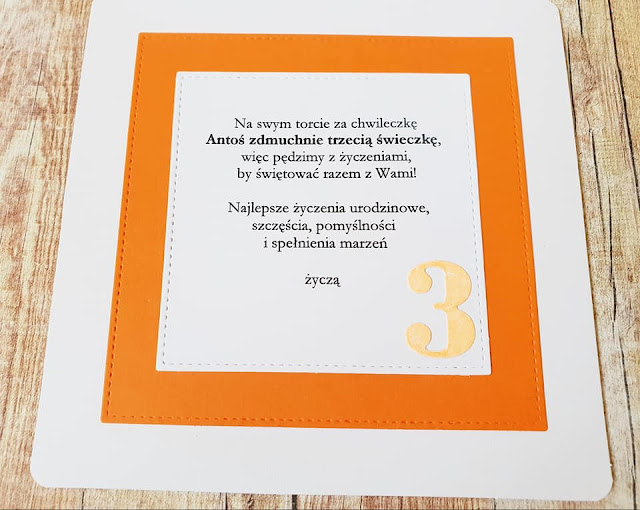 Na swym torcie za chwileczkę
Antoś zdmuchnie trzecią świeczkę,
więc pędzimy z życzeniami,
by świętować razem z Wami!
Najlepsze życzenia urodzinowe,
szczęścia, pomyślności
i spełnienia marzeń
życzą
3